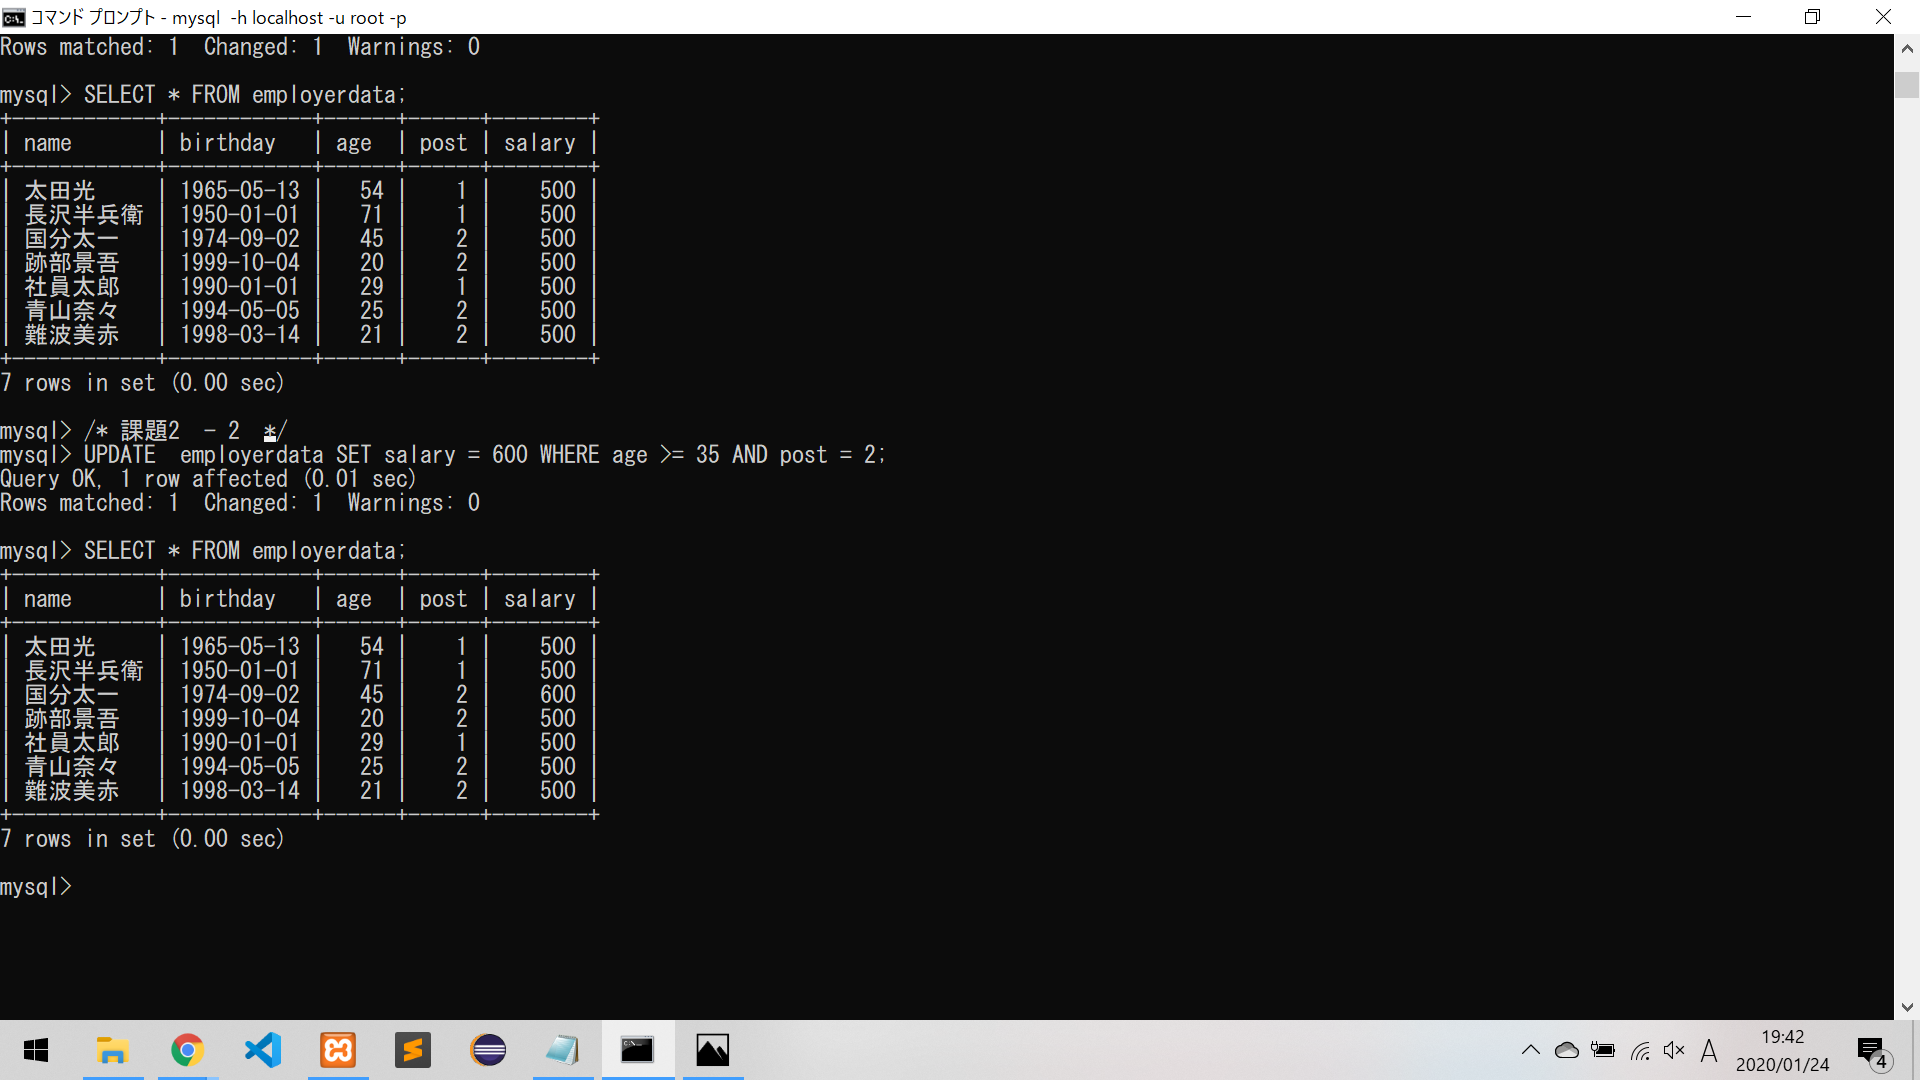 コマンド プロンプト - mysql  -h localhost -u root -p
Rows matched: 1  Changed: 1  Warnings: 0
mysql> SELECT * FROM employerdata;
+------------+------------+------+------+--------+
| name       | birthday   | age  | post | salary |
+------------+------------+------+------+--------+
| 太田光     | 1965-05-13 |   54 |    1 |    500 |
| 長沢半兵衛 | 1950-01-01 |   71 |    1 |    500 |
| 国分太一   | 1974-09-02 |   45 |    2 |    500 |
| 跡部景吾   | 1999-10-04 |   20 |    2 |    500 |
| 社員太郎   | 1990-01-01 |   29 |    1 |    500 |
| 青山奈々   | 1994-05-05 |   25 |    2 |    500 |
| 難波美赤   | 1998-03-14 |   21 |    2 |    500 |
+------------+------------+------+------+--------+
7 rows in set (0.00 sec)
mysql> /* 課題2  - 2  */
mysql> UPDATE  employerdata SET salary = 600 WHERE age >= 35 AND post = 2;
Query OK, 1 row affected (0.01 sec)
Rows matched: 1  Changed: 1  Warnings: 0
mysql> SELECT * FROM employerdata;
+------------+------------+------+------+--------+
| name       | birthday   | age  | post | salary |
+------------+------------+------+------+--------+
| 太田光     | 1965-05-13 |   54 |    1 |    500 |
| 長沢半兵衛 | 1950-01-01 |   71 |    1 |    500 |
| 国分太一   | 1974-09-02 |   45 |    2 |    600 |
| 跡部景吾   | 1999-10-04 |   20 |    2 |    500 |
| 社員太郎   | 1990-01-01 |   29 |    1 |    500 |
| 青山奈々   | 1994-05-05 |   25 |    2 |    500 |
| 難波美赤   | 1998-03-14 |   21 |    2 |    500 |
+------------+------------+------+------+--------+
7 rows in set (0.00 sec)
mysql>
A
19:42
2020/01/24
4